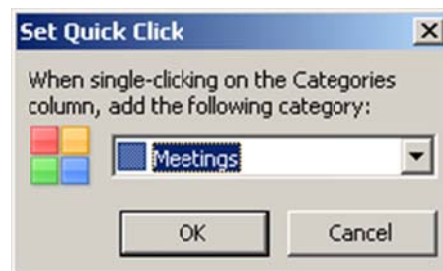 Set Quick Click
When single-clicking on the Categories
column, add the following category:
Meetings
OK Cancel